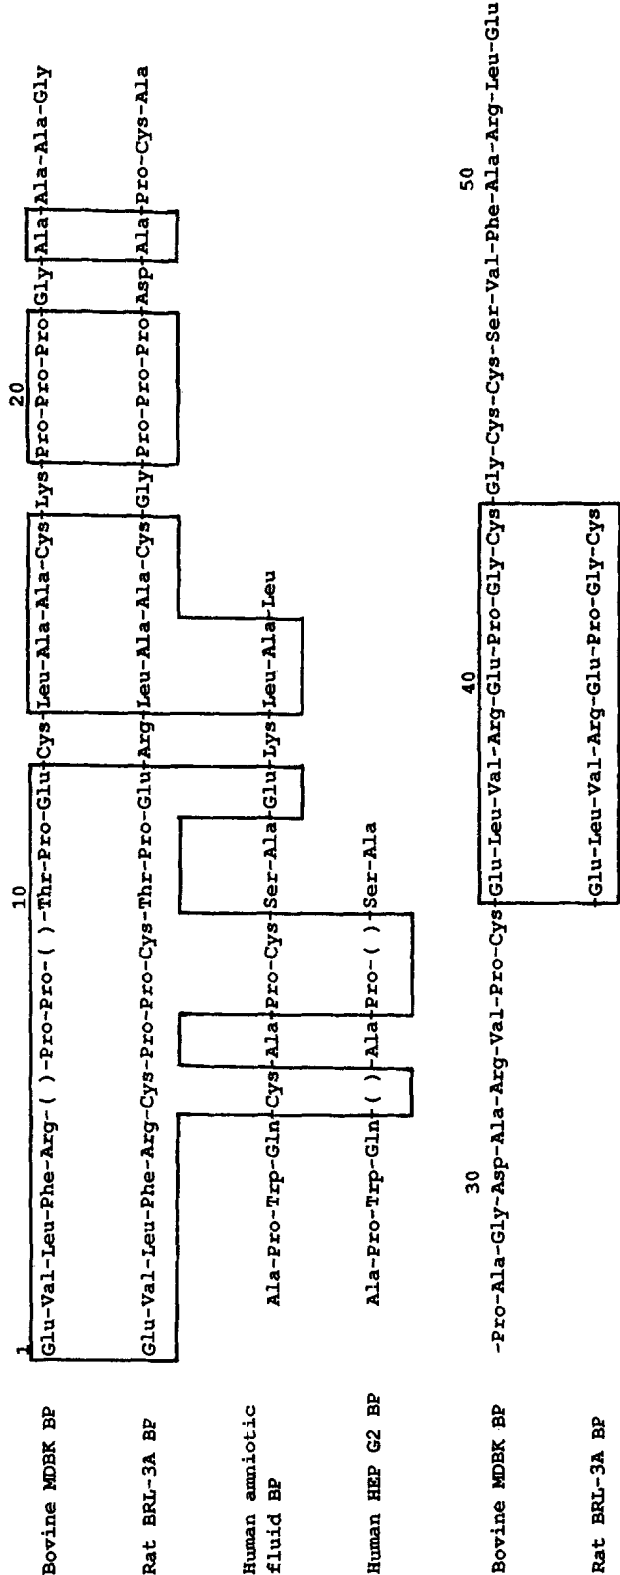 1 10 20
Bovine MDBK BP Glu-Val-Leu-Phe-Arg-( )-Pro-Pro-( )-Thr-Pro-Glu-Cys-Leu-Ala-Ala-Cys-Lys-Pro-Pro-Pro-Gly-Ala-Ala-Ala-Gly
Rat BRL-3A BP Glu-Val-Leu-Phe-Arg-Cys-Pro-Pro-Cys-Thr-Pro-Glu-Arg-Leu-Ala-Ala-Cys-Gly-Pro-Pro-Pro-Asp-Ala-Pro-Cys-Ala
Human amniotic
fluid BP Ala-Pro-Trp-Gln-Cys-Ala-Pro-Cys-Ser-Ala-Glu-Lys-Leu-Ala-Leu
Human HEP G2 BP Ala-Pro-Trp-Gln-( )-Ala-Pro-( )-Ser-Ala
30 40 50
Bovine MDBK BP -Pro-Ala-Gly-Asp-Ala-Arg-Val-Pro-Cys-Glu-Leu-Val-Arg-Glu-Pro-Gly-Cys-Gly-Cys-Cys-Ser-Val-Phe-Ala-Arg-Leu-Glu
Rat BRL-3A BP -Glu-Leu-Val-Arg-Glu-Pro-Gly-Cys